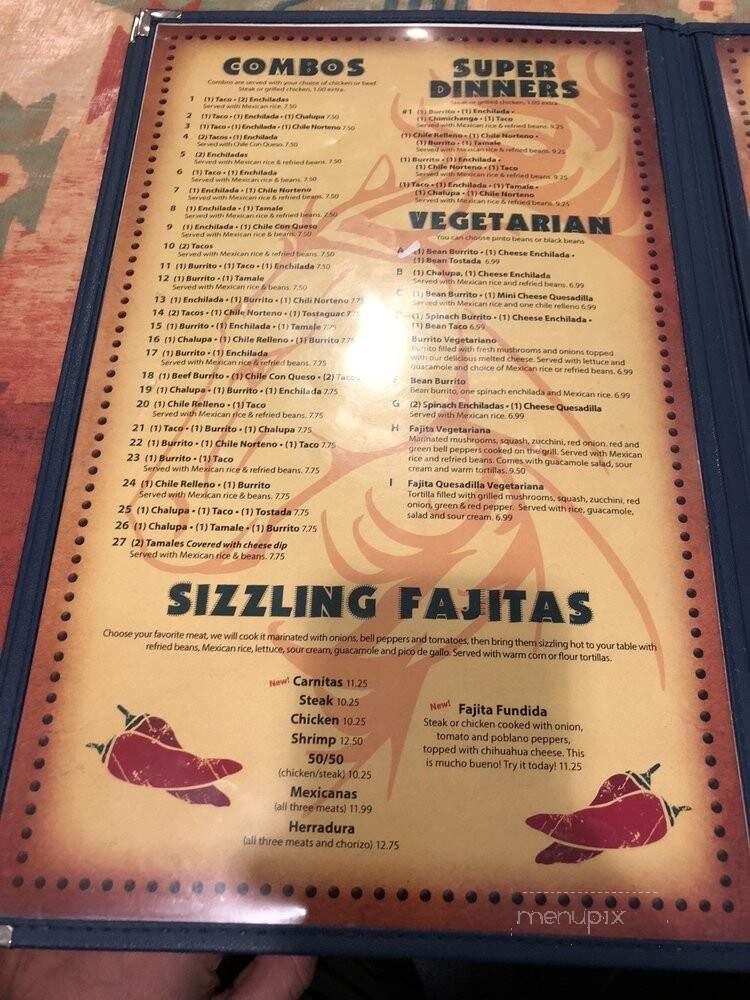 COMBOS
Combos are served with your choice of chicken or beef.
Steak or grilled chicken, 1.00 extra.
1 (1) Taco • (2) Enchiladas
Served with Mexican rice. 7.50
2 (1) Taco • (1) Enchilada • (1) Chalupa 7.50
3 (1) Taco • (1) Enchilada • (1) Chile Norteno 7.50
4 (2) Tacos • (1) Enchilada
Served with Chili Con Queso. 7.50
5 (2) Enchiladas
Served with Mexican rice & refried beans. 7.50
6 (1) Taco • (1) Enchilada
Served with Mexican rice & refried beans. 7.50
7 (1) Enchilada • (1) Chile Norteno
Served with Mexican rice & refried beans. 7.50
8 (1) Enchilada • (1) Tamale
Served with Mexican rice & refried beans. 7.50
9 (1) Enchilada • (1) Chile Con Queso
Served with Mexican rice & beans. 7.50
10 (2) Tacos
Served with Mexican rice & refried beans. 7.50
11 (1) Burrito • (1) Taco • (1) Enchilada 7.50
12 (1) Burrito • (1) Tamale
Served with Mexican rice & beans. 7.50
13 (1) Enchilada • (1) Burrito • (1) Chili Norteno 7.75
14 (2) Tacos • (1) Chile Norteno • (1) Tostaguac 7.75
15 (1) Burrito • (1) Enchilada • (1) Tamale 7.75
16 (1) Chalupa • (1) Chile Relleno • (1) Burrito 7.75
17 (1) Burrito • (1) Enchilada
Served with Mexican rice & refried beans. 7.75
18 (1) Beef Burrito • (1) Chile Con Queso • (2) Tacos
19 (1) Chalupa • (1) Burrito • (1) Enchilada 7.75
20 (1) Chile Relleno • (1) Taco
Served with Mexican rice & refried beans. 7.75
21 (1) Taco • (1) Burrito • (1) Chalupa 7.75
22 (1) Burrito • (1) Chile Norteno • (1) Taco 7.75
23 (1) Burrito • (1) Taco
Served with Mexican rice & refried beans. 7.75
24 (1) Chile Relleno • (1) Burrito
Served with Mexican rice & beans. 7.75
25 (1) Chalupa • (1) Taco • (1) Tostada 7.75
26 (1) Chalupa • (1) Tamale • (1) Burrito 7.75
27 (2) Tamales Covered with cheese dip
Served with Mexican rice & beans. 7.75
SUPER
DINNERS
Steak or grilled chicken, 1.00 extra.
#1 (1) Burrito • (1) Enchilada •
(1) Chimichanga • (1) Taco
Served with Mexican rice & refried beans. 9.25
(1) Chile Relleno • (1) Chile Norteno •
(1) Burrito • (1) Tamale
Served with Mexican rice & refried beans. 9.25
(1) Burrito • (1) Enchilada •
(1) Chile Norteno • (1) Taco
Served with Mexican rice & refried beans. 9.25
(1) Taco • (1) Enchilada • (1) Tamale •
(1) Chalupa • (1) Chile Norteno
Served with Mexican rice & refried beans. 9.25
VEGETARIAN
You can choose pinto beans or black beans
A (1) Bean Burrito • (1) Cheese Enchilada •
(1) Bean Tostada 6.99
B (1) Chalupa, (1) Cheese Enchilada
Served with Mexican rice and refried beans. 6.99
C (1) Bean Burrito • (1) Mini Cheese Quesadilla
Served with Mexican rice and one chile relleno 6.99
(1) Spinach Burrito • (1) Cheese Enchilada •
(1) Bean Taco 6.99
Burrito Vegetariano
Burrito filled with fresh mushrooms and onions topped
with our delicious melted cheese. Served with lettuce and
guacamole and choice of Mexican rice or refried beans. 6.99
F Bean Burrito
Bean burrito, one spinach enchilada and Mexican rice. 6.99
G (2) Spinach Enchiladas • (1) Cheese Quesadilla
Served with Mexican rice. 6.99
H Fajita Vegetariana
Marinated mushrooms, squash, zucchini, red onion, red and
green bell peppers cooked on the grill. Served with Mexican
rice and refried beans. Comes with guacamole salad, sour
cream and warm tortillas. 9.50
I Fajita Quesadilla Vegetariana
Tortilla filled with grilled mushrooms, squash, zucchini, red
onion, green & red pepper. Served with rice, guacamole,
salad and sour cream. 6.99
SIZZLING FAJITAS
Choose your favorite meat, we will cook it marinated with onions, bell peppers and tomatoes, then bring them sizzling hot to your table with
refried beans, Mexican rice, lettuce, sour cream, guacamole and pico de gallo. Served with warm corn or flour tortillas.
New! Carnitas 11.25
Steak 10.25
Chicken 10.25
Shrimp 12.50
50/50
(chicken/steak) 10.25
Mexicanas
(all three meats) 11.99
Herradura
(all three meats and chorizo) 12.75
New! Fajita Fundida
Steak or chicken cooked with onion,
tomato and poblano peppers,
topped with chihuahua cheese. This
is mucho bueno! Try it today! 11.25
menupix